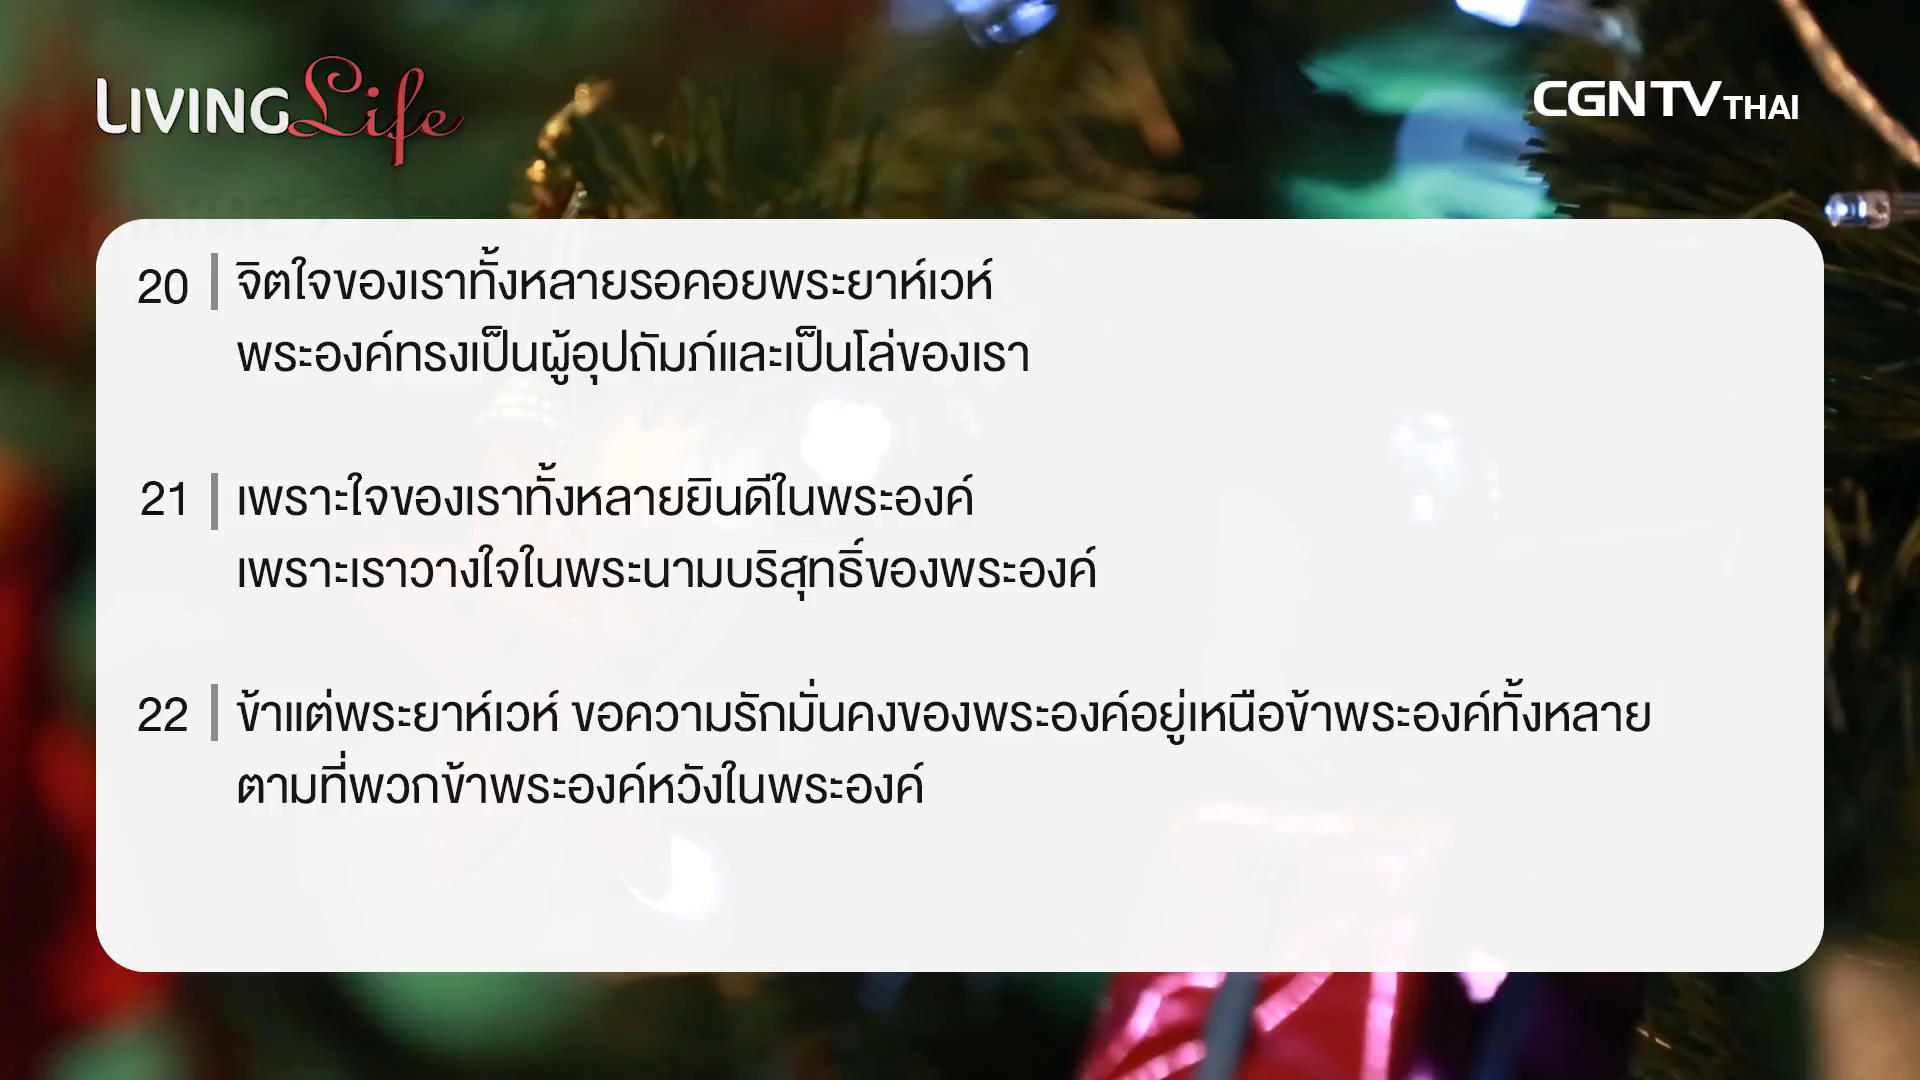 LIVING Life
CGNTV THAI
20 จิตใจของเราทั้งหลายรอคอยพระยาห์เวห์
พระองค์ทรงเป็นผู้อุปถัมภ์และเป็นโล่ของเรา
21 เพราะใจของเราทั้งหลายยินดีในพระองค์
เพราะเราวางใจในพระนามบริสุทธิ์ของพระองค์
22 ข้าแต่พระยาห์เวห์ ขอความรักมั่นคงของพระองค์อยู่เหนือข้าพระองค์ทั้งหลาย
ตามที่พวกข้าพระองค์หวังในพระองค์